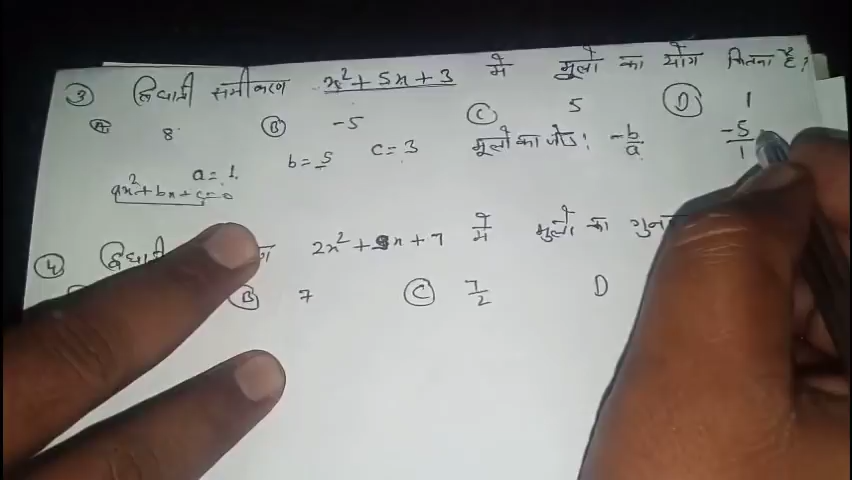 ③ द्विघाती समीकरण x²+5x+3 में मूलो का योग कितना है?
Ⓐ 8 Ⓑ -5 Ⓒ 5 Ⓓ 1
a=1 b=5 c=3 मूलो का जोड़! -b/a -5/1
ax²+bx+c=0
④ 2x²+9x+7 में मूलो का
Ⓑ 7 Ⓒ 7/2 D